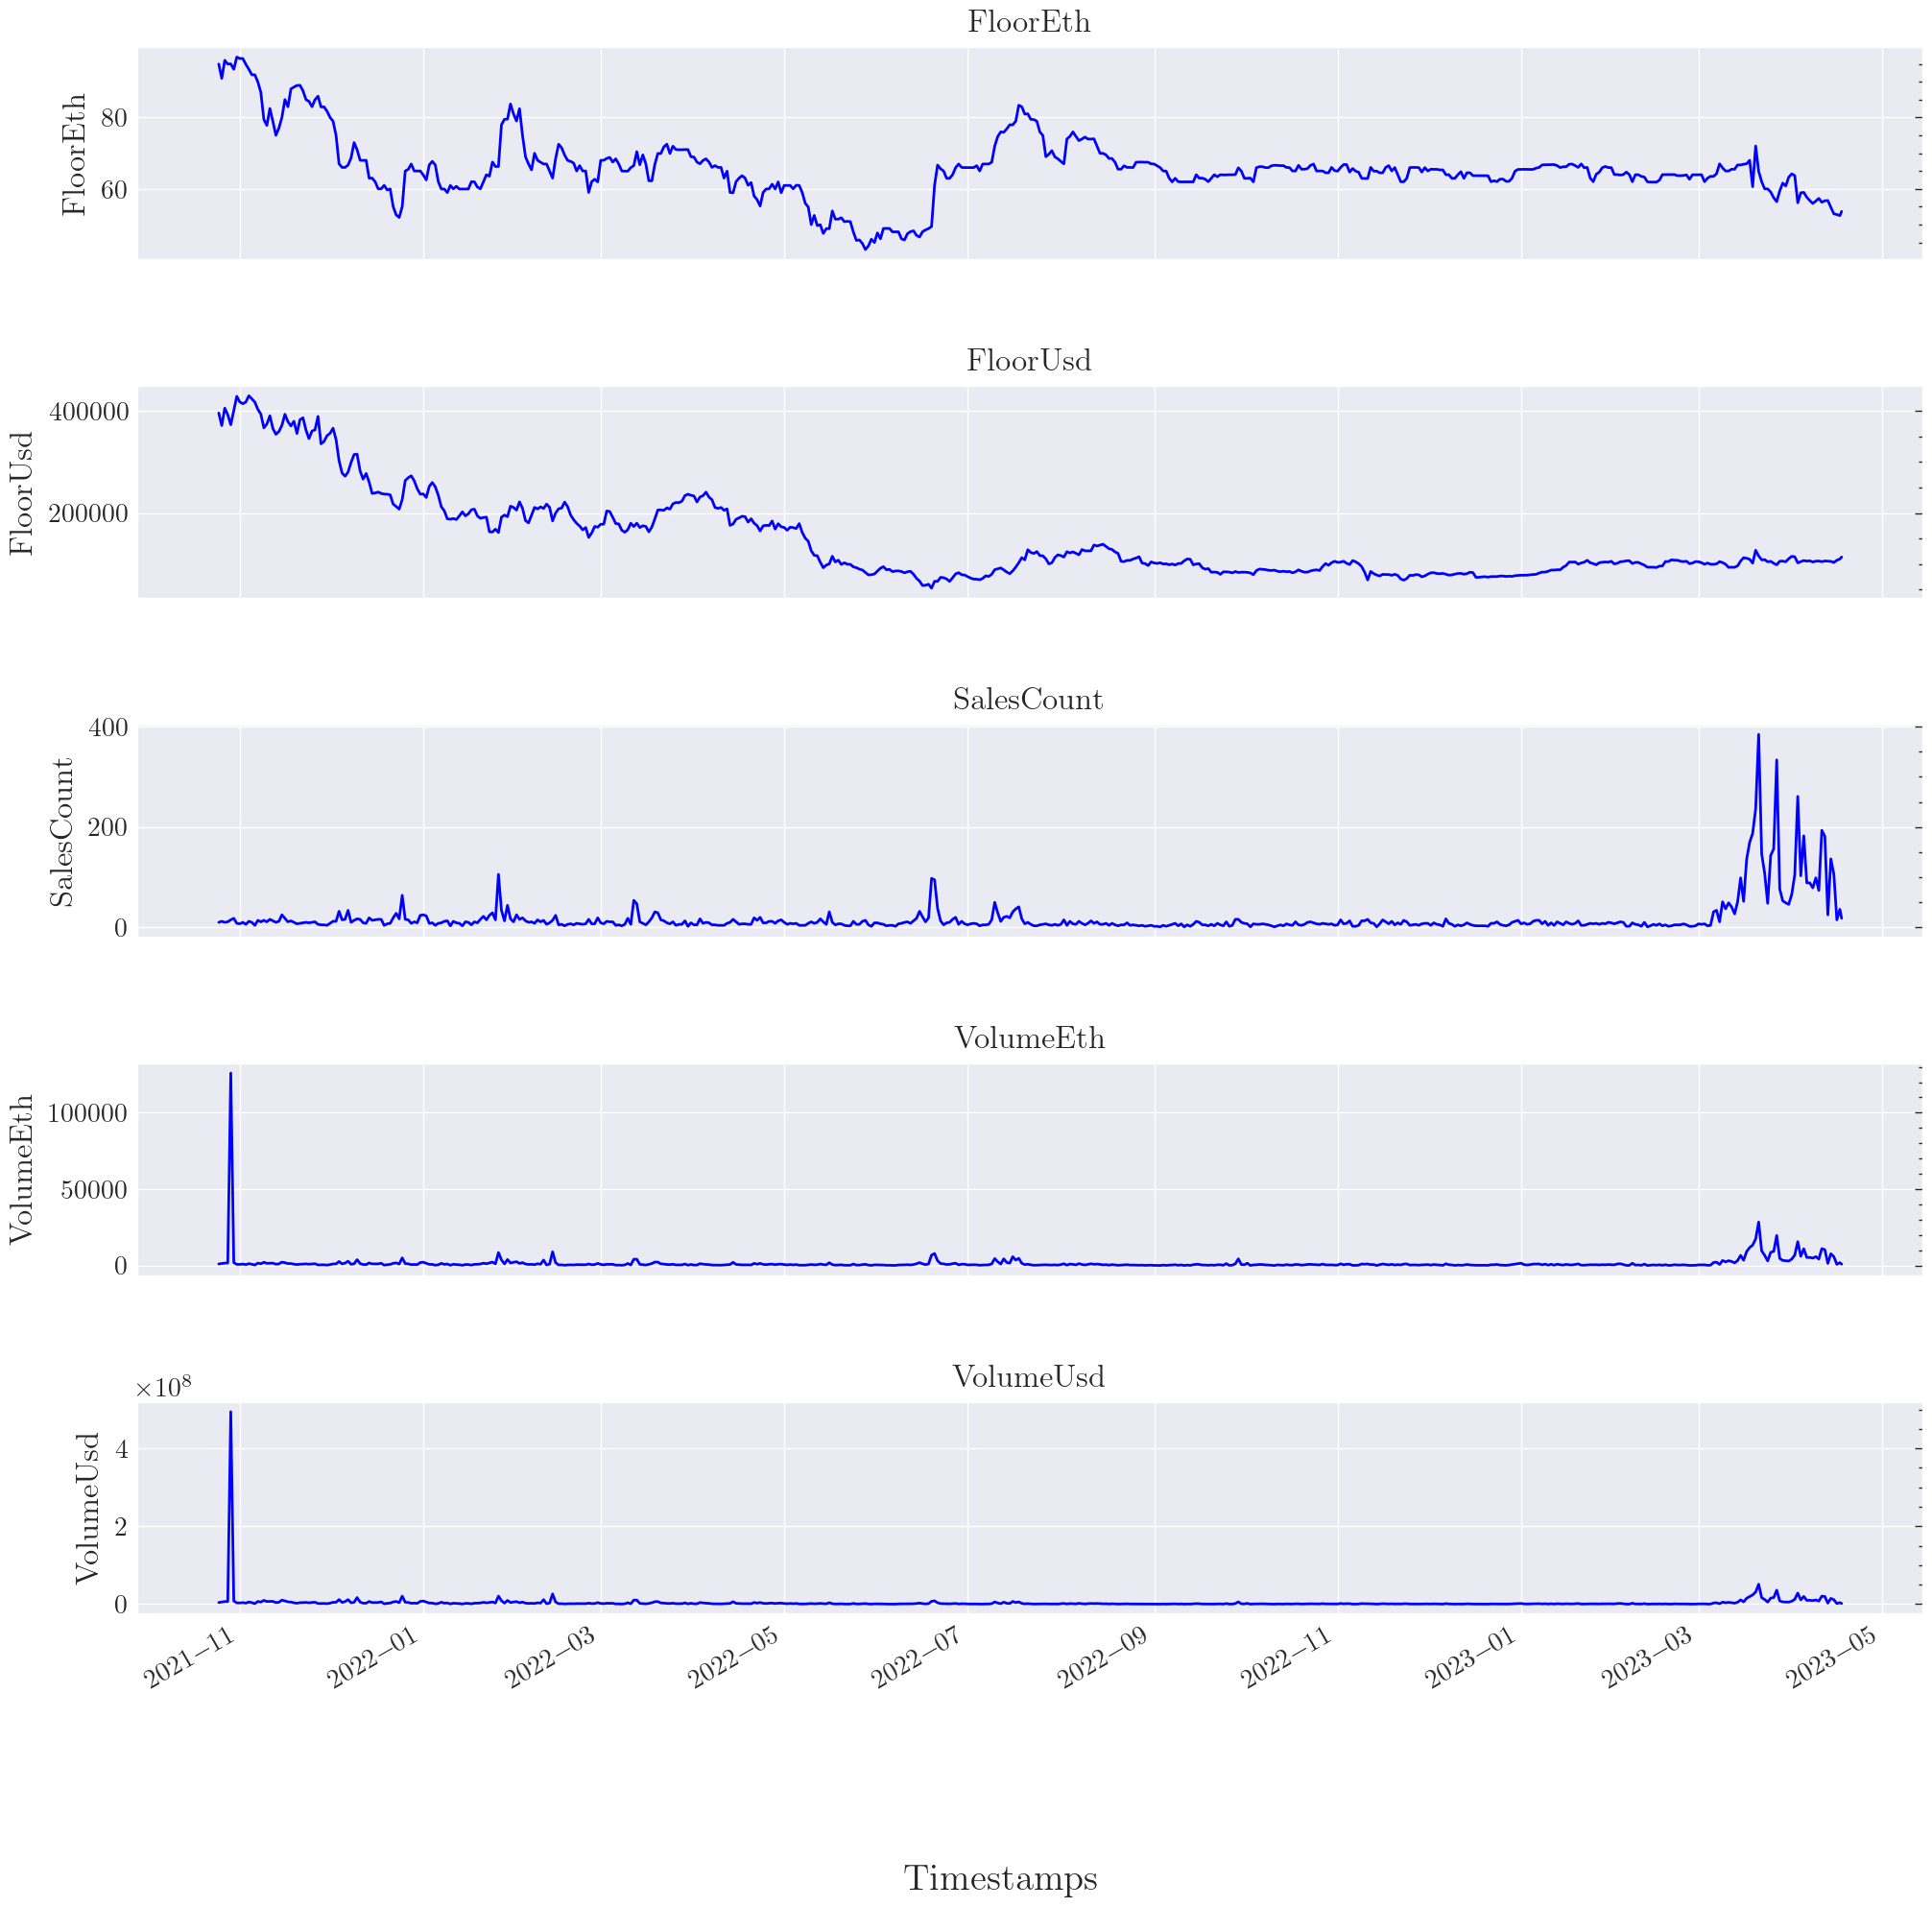 FloorEth
FloorEth
80
60
FloorUsd
FloorUsd
400000
200000
SalesCount
SalesCount
400
200
0
VolumeEth
VolumeEth
100000
50000
0
VolumeUsd
×10⁸
VolumeUsd
4
2
0
2021–11 2022–01 2022–03 2022–05 2022–07 2022–09 2022–11 2023–01 2023–03 2023–05
Timestamps